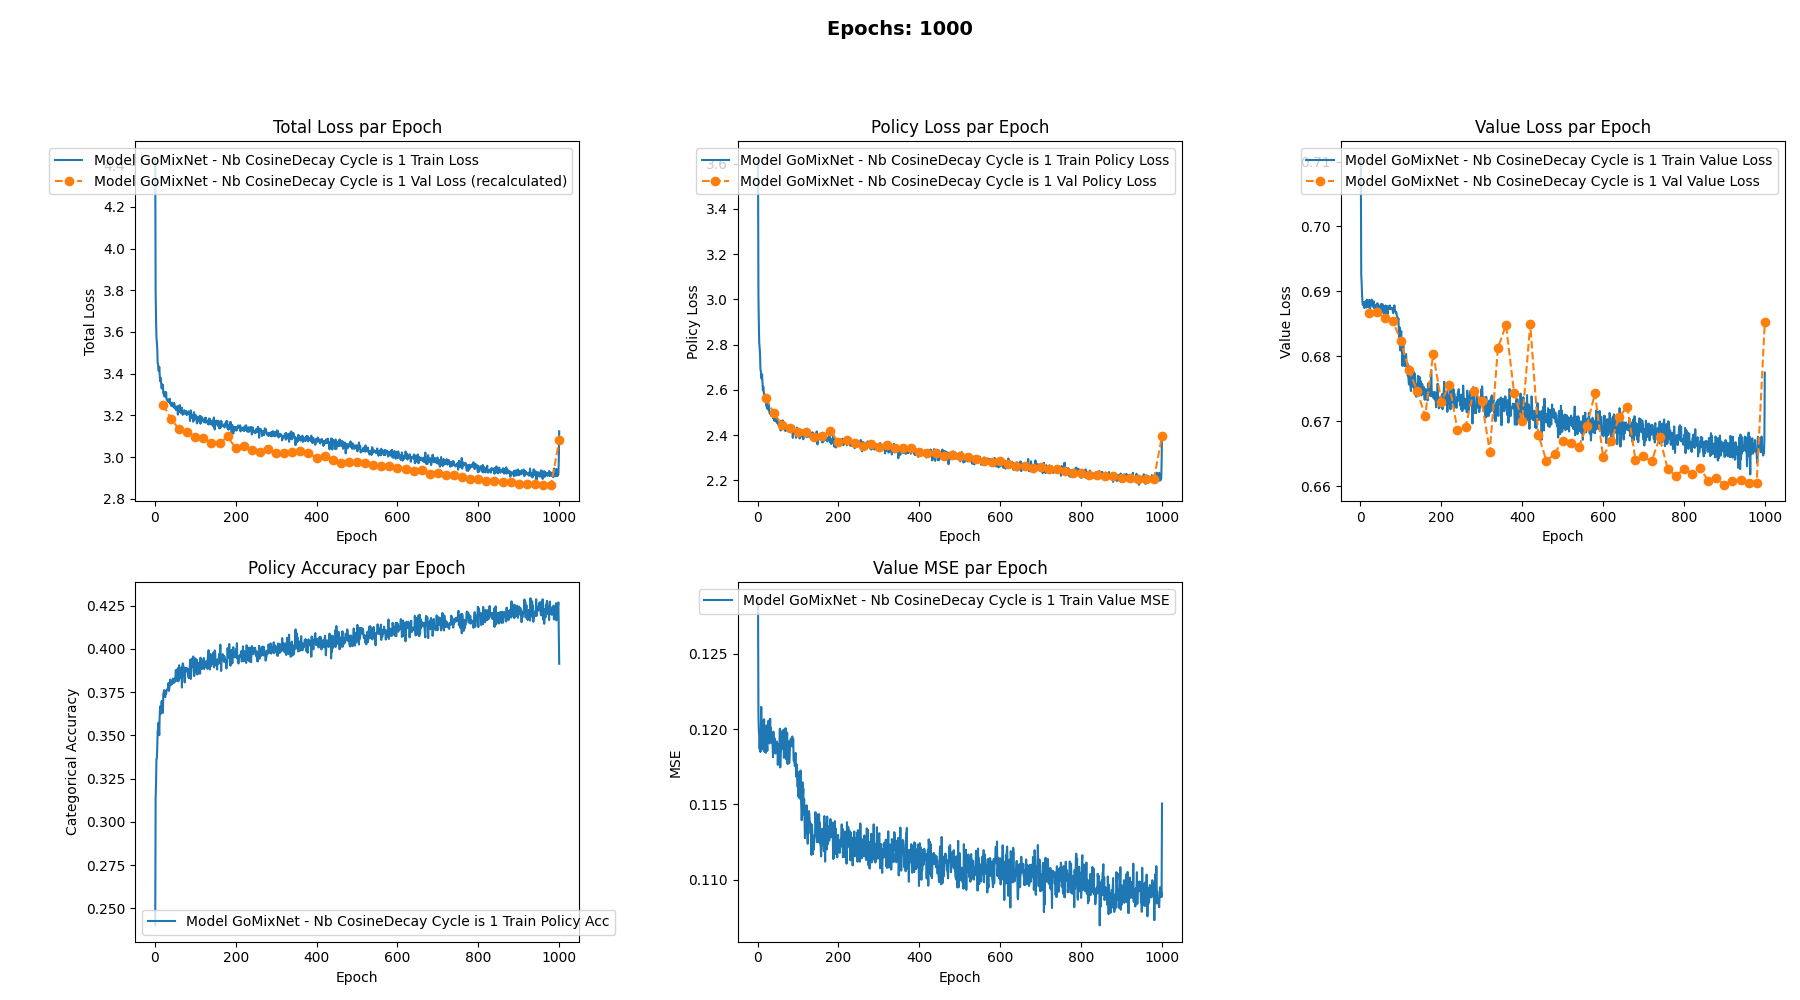 Epochs: 1000
Total Loss par Epoch
Model GoMixNet - Nb CosineDecay Cycle is 1 Train Loss
Model GoMixNet - Nb CosineDecay Cycle is 1 Val Loss (recalculated)
4.4
4.2
4.0
3.8
3.6
3.4
3.2
3.0
2.8
Total Loss
0 200 400 600 800 1000
Epoch
Policy Loss par Epoch
Model GoMixNet - Nb CosineDecay Cycle is 1 Train Policy Loss
Model GoMixNet - Nb CosineDecay Cycle is 1 Val Policy Loss
3.6
3.4
3.2
3.0
2.8
2.6
2.4
2.2
Policy Loss
0 200 400 600 800 1000
Epoch
Value Loss par Epoch
Model GoMixNet - Nb CosineDecay Cycle is 1 Train Value Loss
Model GoMixNet - Nb CosineDecay Cycle is 1 Val Value Loss
0.71
0.70
0.69
0.68
0.67
0.66
Value Loss
0 200 400 600 800 1000
Epoch
Policy Accuracy par Epoch
0.425
0.400
0.375
0.350
0.325
0.300
0.275
0.250
Categorical Accuracy
Model GoMixNet - Nb CosineDecay Cycle is 1 Train Policy Acc
0 200 400 600 800 1000
Epoch
Value MSE par Epoch
Model GoMixNet - Nb CosineDecay Cycle is 1 Train Value MSE
0.125
0.120
0.115
0.110
MSE
0 200 400 600 800 1000
Epoch